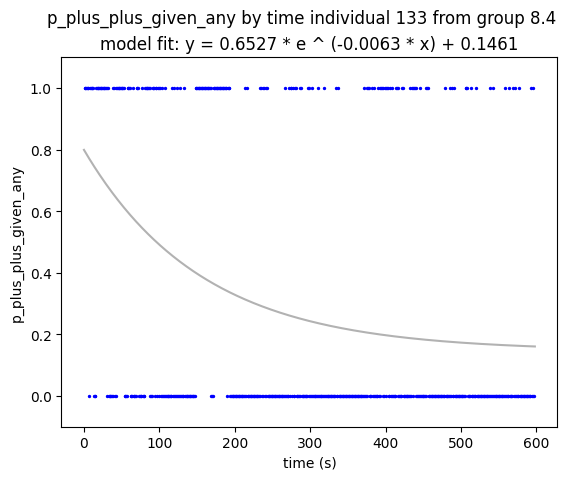 p_plus_plus_given_any by time individual 133 from group 8.4
model fit: y = 0.6527 * e ^ (-0.0063 * x) + 0.1461
1.0
0.8
0.6
0.4
0.2
0.0
p_plus_plus_given_any
0 100 200 300 400 500 600
time (s)